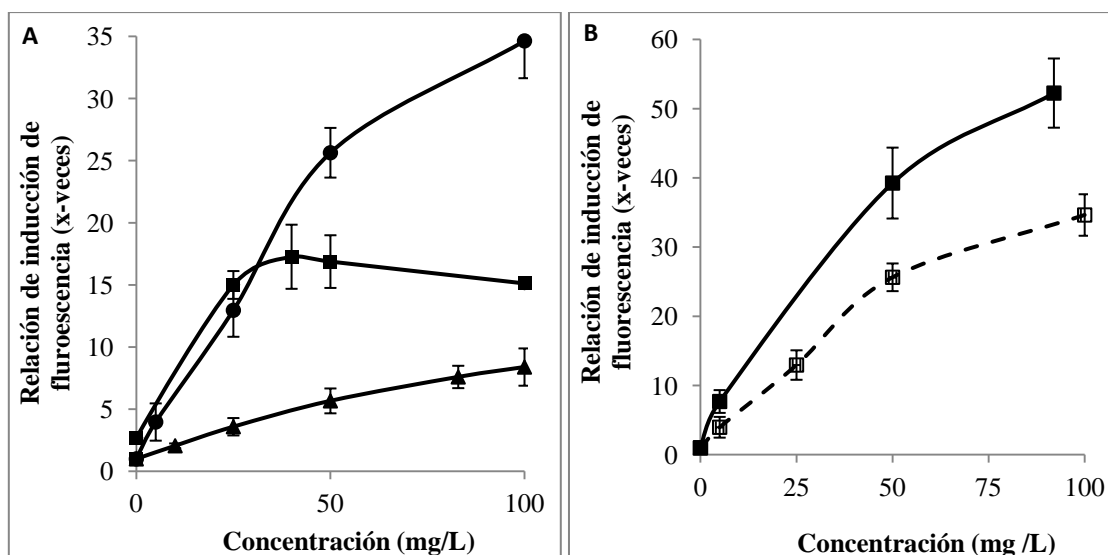 A
Relación de inducción de
fluroescencia (x-veces)
35
30
25
20
15
10
5
0
0
50
100
Concentración (mg/L)
B
Relación de inducción de
fluorescencia (x-veces)
60
50
40
30
20
10
0
0
25
50
75
100
Concentración (mg /L)